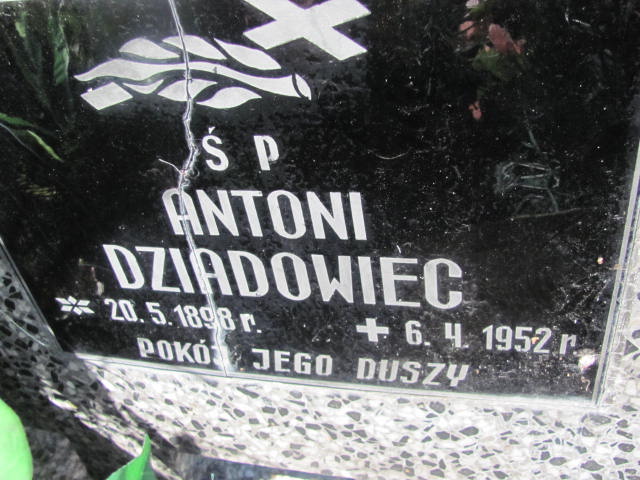 Ś P
ANTONI
DZIADOWIEC
20.5.1898 r. 6.4.1952 r
POKÓJ JEGO DUSZY